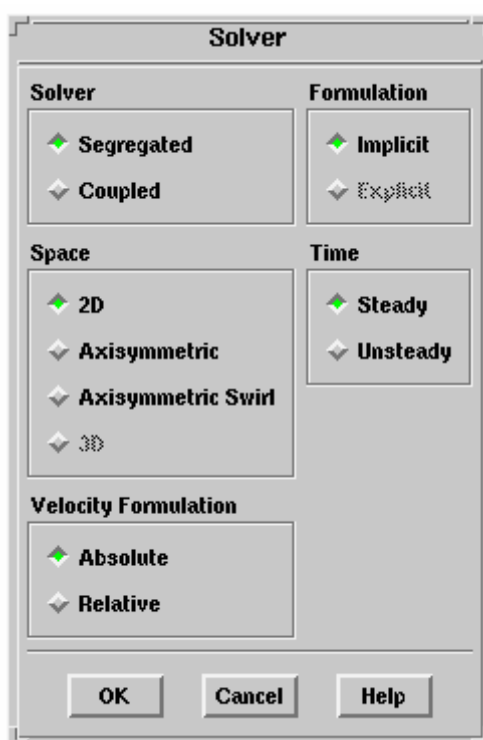 Solver
Solver
Segregated
Coupled
Formulation
Implicit
Explicit
Space
2D
Axisymmetric
Axisymmetric Swirl
3D
Time
Steady
Unsteady
Velocity Formulation
Absolute
Relative
OK
Cancel
Help